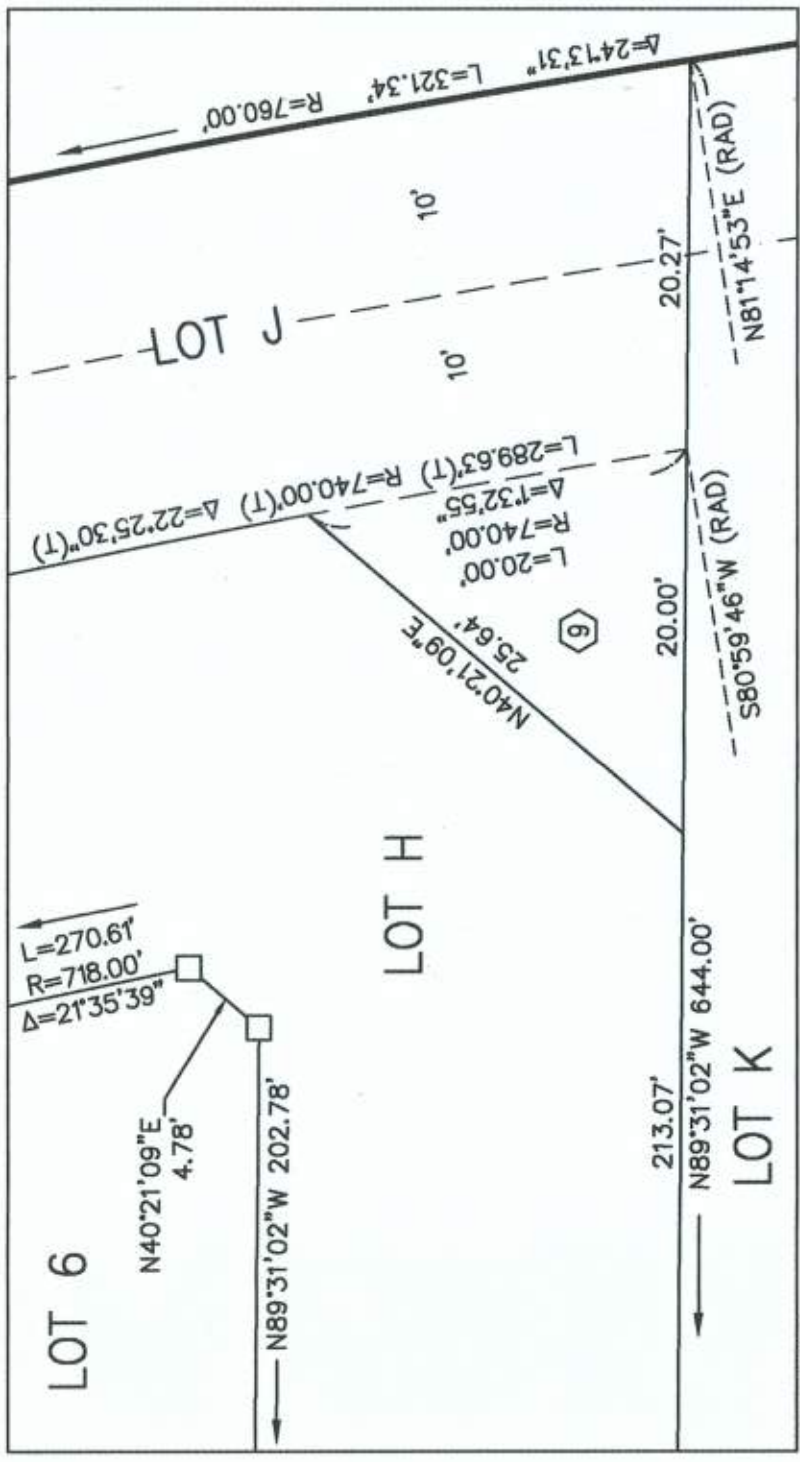 LOT 6
N40°21'09"E
4.78'
L=270.61'
R=718.00'
Δ=21°35'39"
N89°31'02"W 202.78'
LOT H
Δ=22°25'30"(T) R=740.00'(T) L=289.63'(T)
LOT J
R=760.00' L=321.34' Δ=24°13'31"
10'
10'
N40°21'09"E
25.64'
L=20.00'
R=740.00'
Δ=1°32'55"
9
213.07'
20.00'
20.27'
N89°31'02"W 644.00'
LOT K
S80°59'46"W (RAD)
N81°14'53"E (RAD)